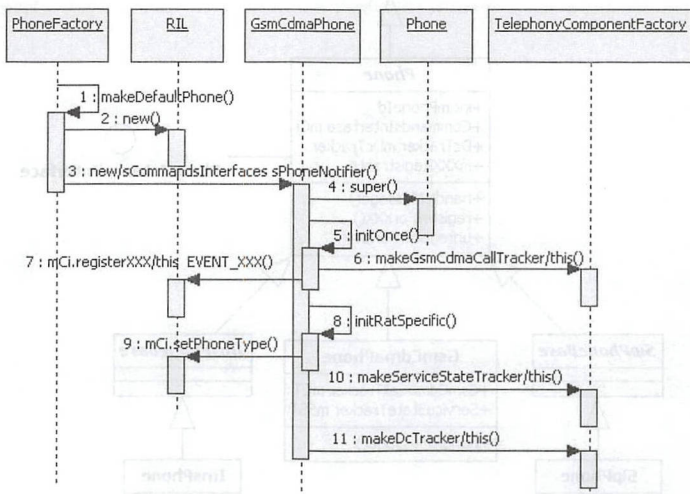 PhoneFactory
RIL
GsmCdmaPhone
Phone
TelephonyComponentFactory
1 : makeDefaultPhone()
2 : new()
3 : new/sCommandsInterfaces sPhoneNotifier()
4 : super()
5 : initOnce()
6 : makeGsmCdmaCallTracker/this()
7 : mCi.registerXXX/this EVENT_XXX()
8 : initRatSpecific()
9 : mCi.setPhoneType()
10 : makeServiceStateTracker/this()
11 : makeDcTracker/this()